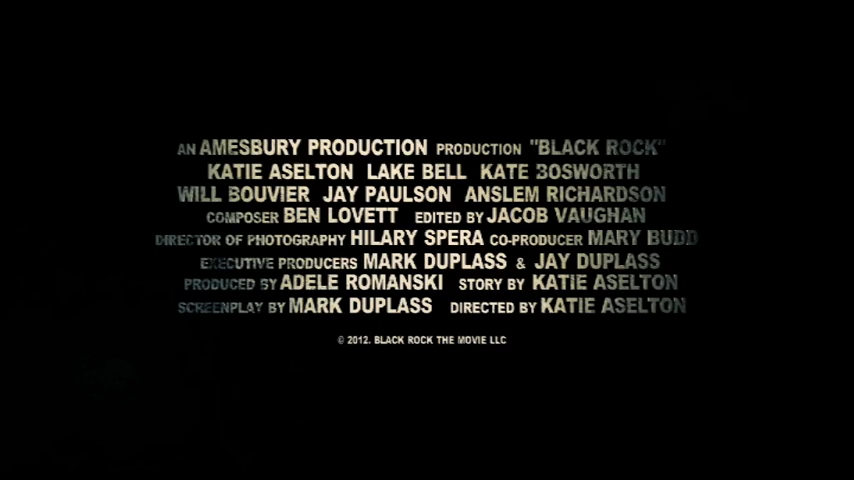 AN AMESBURY PRODUCTION PRODUCTION "BLACK ROCK"
KATIE ASELTON LAKE BELL KATE BOSWORTH
WILL BOUVIER JAY PAULSON ANSLEM RICHARDSON
COMPOSER BEN LOVETT EDITED BY JACOB VAUGHAN
DIRECTOR OF PHOTOGRAPHY HILARY SPERA CO-PRODUCER MARY BUDD
EXECUTIVE PRODUCERS MARK DUPLASS & JAY DUPLASS
PRODUCED BY ADELE ROMANSKI STORY BY KATIE ASELTON
SCREENPLAY BY MARK DUPLASS DIRECTED BY KATIE ASELTON
© 2012. BLACK ROCK THE MOVIE LLC